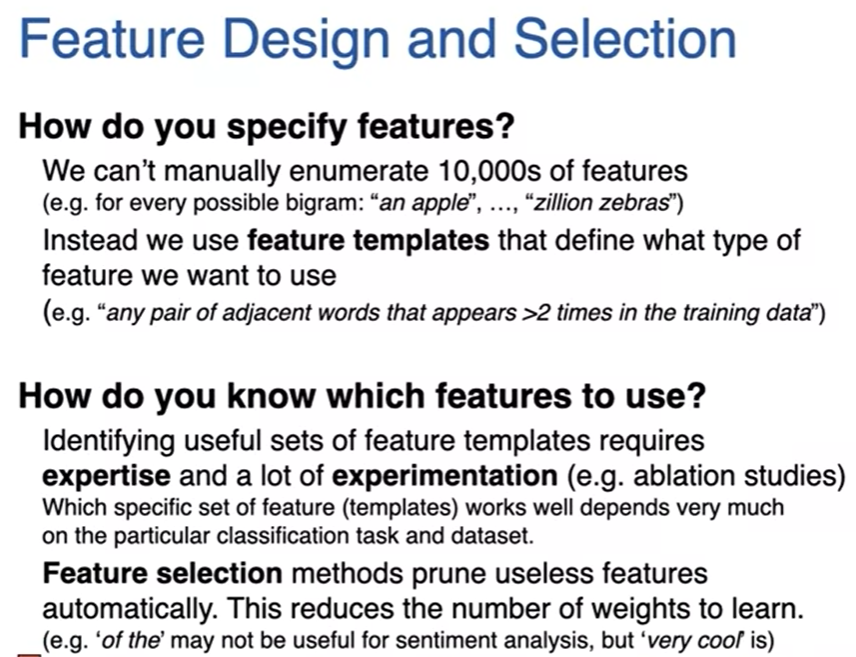 Feature Design and Selection
How do you specify features?
We can't manually enumerate 10,000s of features
(e.g. for every possible bigram: "an apple", …, "zillion zebras")
Instead we use feature templates that define what type of
feature we want to use
(e.g. "any pair of adjacent words that appears >2 times in the training data")
How do you know which features to use?
Identifying useful sets of feature templates requires
expertise and a lot of experimentation (e.g. ablation studies)
Which specific set of feature (templates) works well depends very much
on the particular classification task and dataset.
Feature selection methods prune useless features
automatically. This reduces the number of weights to learn.
(e.g. 'of the' may not be useful for sentiment analysis, but 'very cool' is)